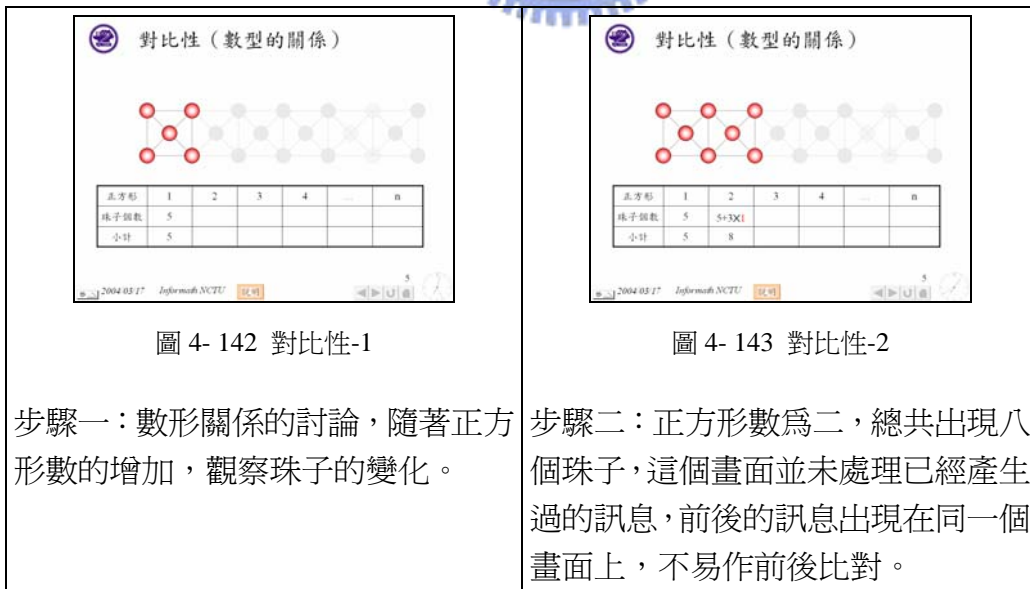 對比性（數型的關係）
正方形 1 2 3 4 ... n
珠子個數 5
小計 5
5
2004/05/17 Informath NCTU 說明
圖 4- 142 對比性-1
步驟一：數形關係的討論，隨著正方
形數的增加，觀察珠子的變化。
對比性（數型的關係）
正方形 1 2 3 4 ... n
珠子個數 5 5+3X1
小計 5 8
5
2004/05/17 Informath NCTU 說明
圖 4- 143 對比性-2
步驟二：正方形數為二，總共出現八
個珠子，這個畫面並未處理已經產生
過的訊息，前後的訊息出現在同一個
畫面上，不易作前後比對。